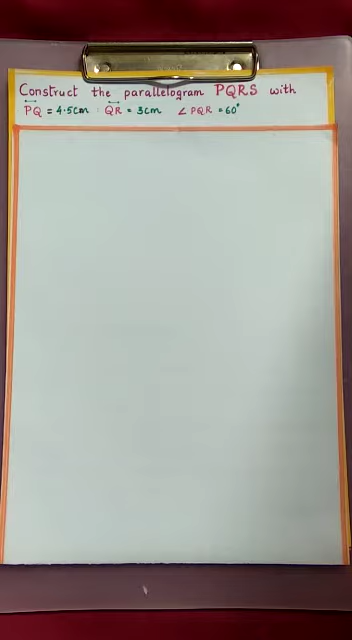 Construct the parallelogram PQRS with
PQ = 4.5cm : QR = 3cm ∠PQR = 60°